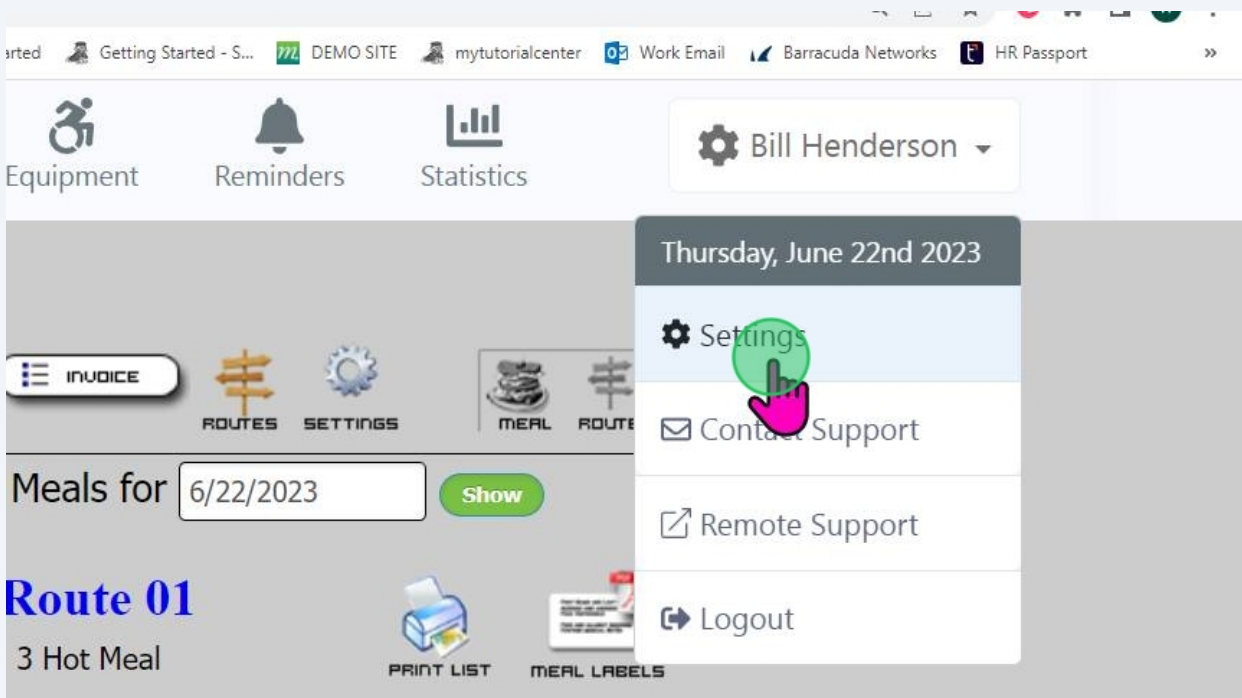 arted Getting Started - S... DEMO SITE mytutorialcenter Work Email Barracuda Networks HR Passport »
Equipment Reminders Statistics Bill Henderson
Thursday, June 22nd 2023
Settings
INVOICE ROUTES SETTINGS MEAL ROUTE
Contact Support
Meals for 6/22/2023 Show
Remote Support
Route 01
Logout
3 Hot Meal PRINT LIST MEAL LABELS